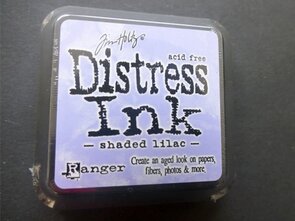 Tim Holtz®
acid free
Distress
Ink
— shaded lilac —
Ranger
Create an aged look on papers,
fibers, photos & more